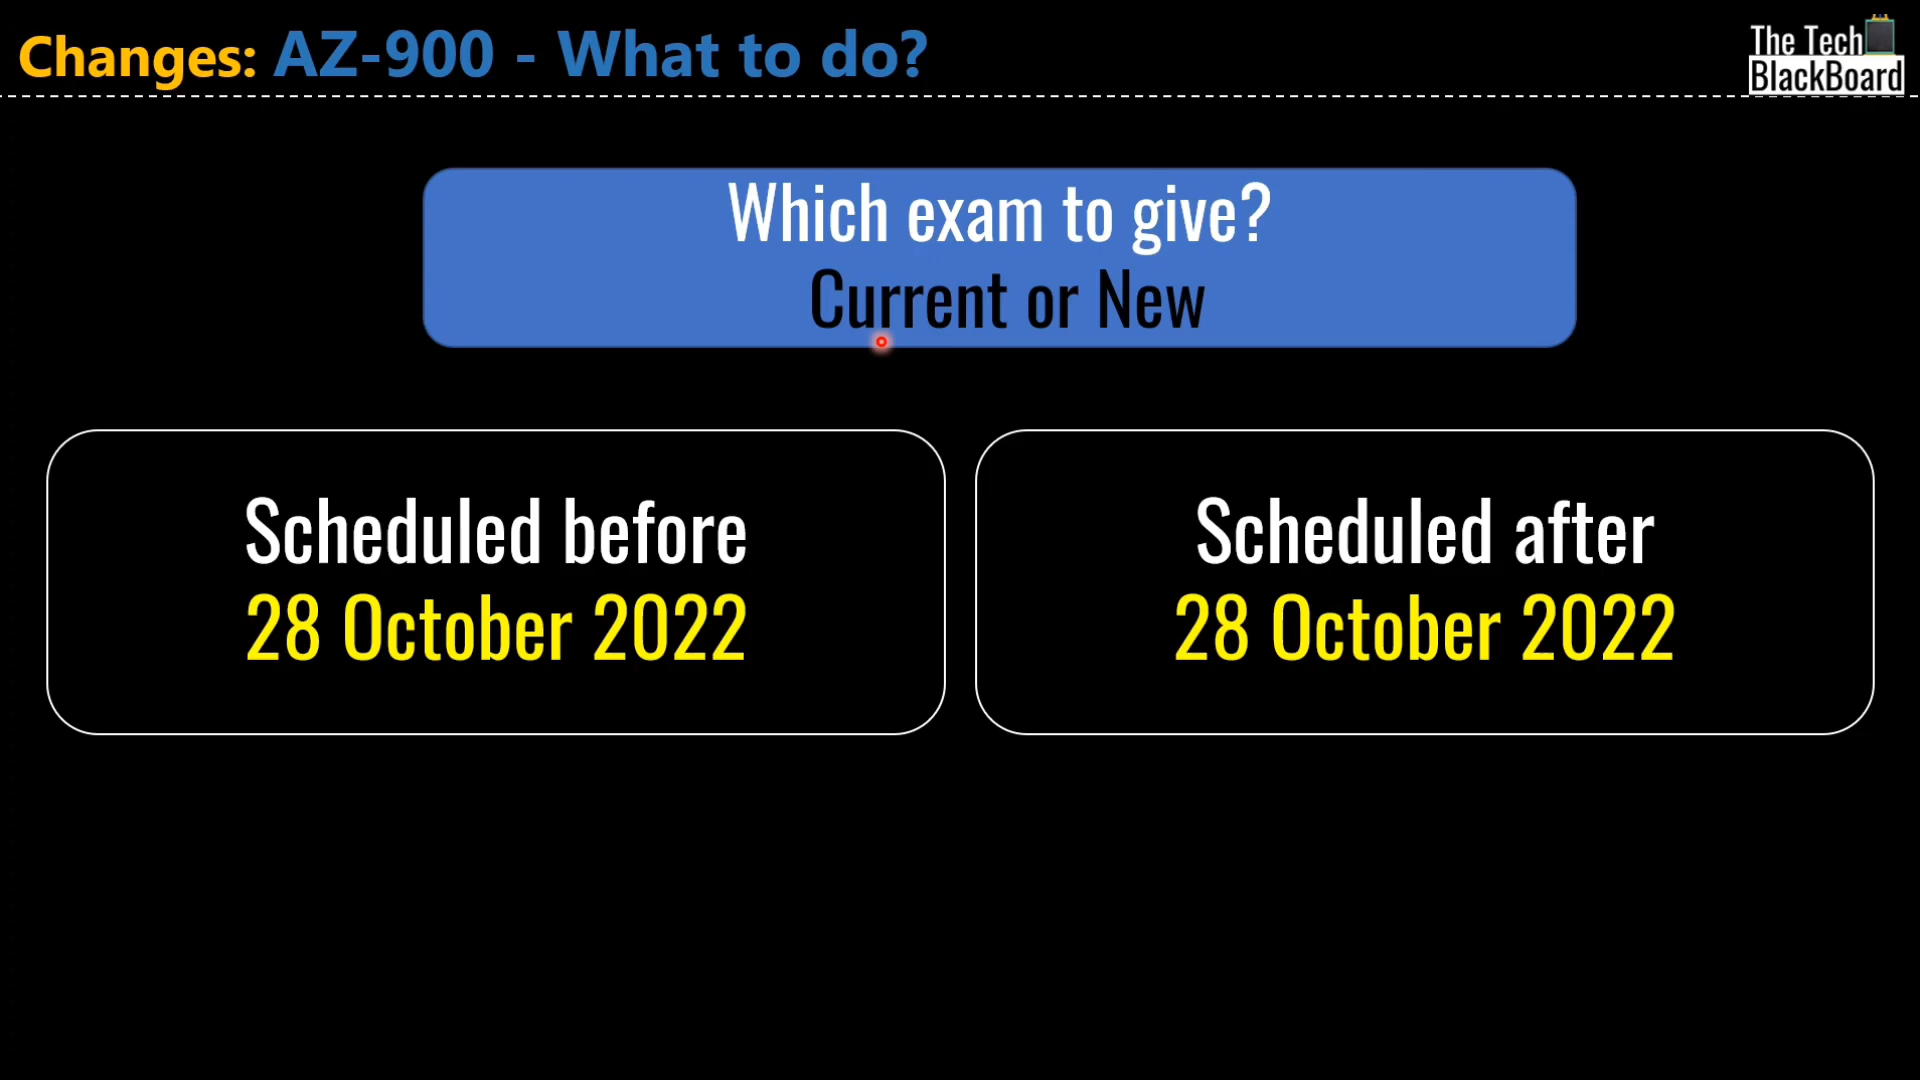 Changes: AZ-900 - What to do?
The Tech
BlackBoard
Which exam to give?
Current or New
Scheduled before
28 October 2022
Scheduled after
28 October 2022